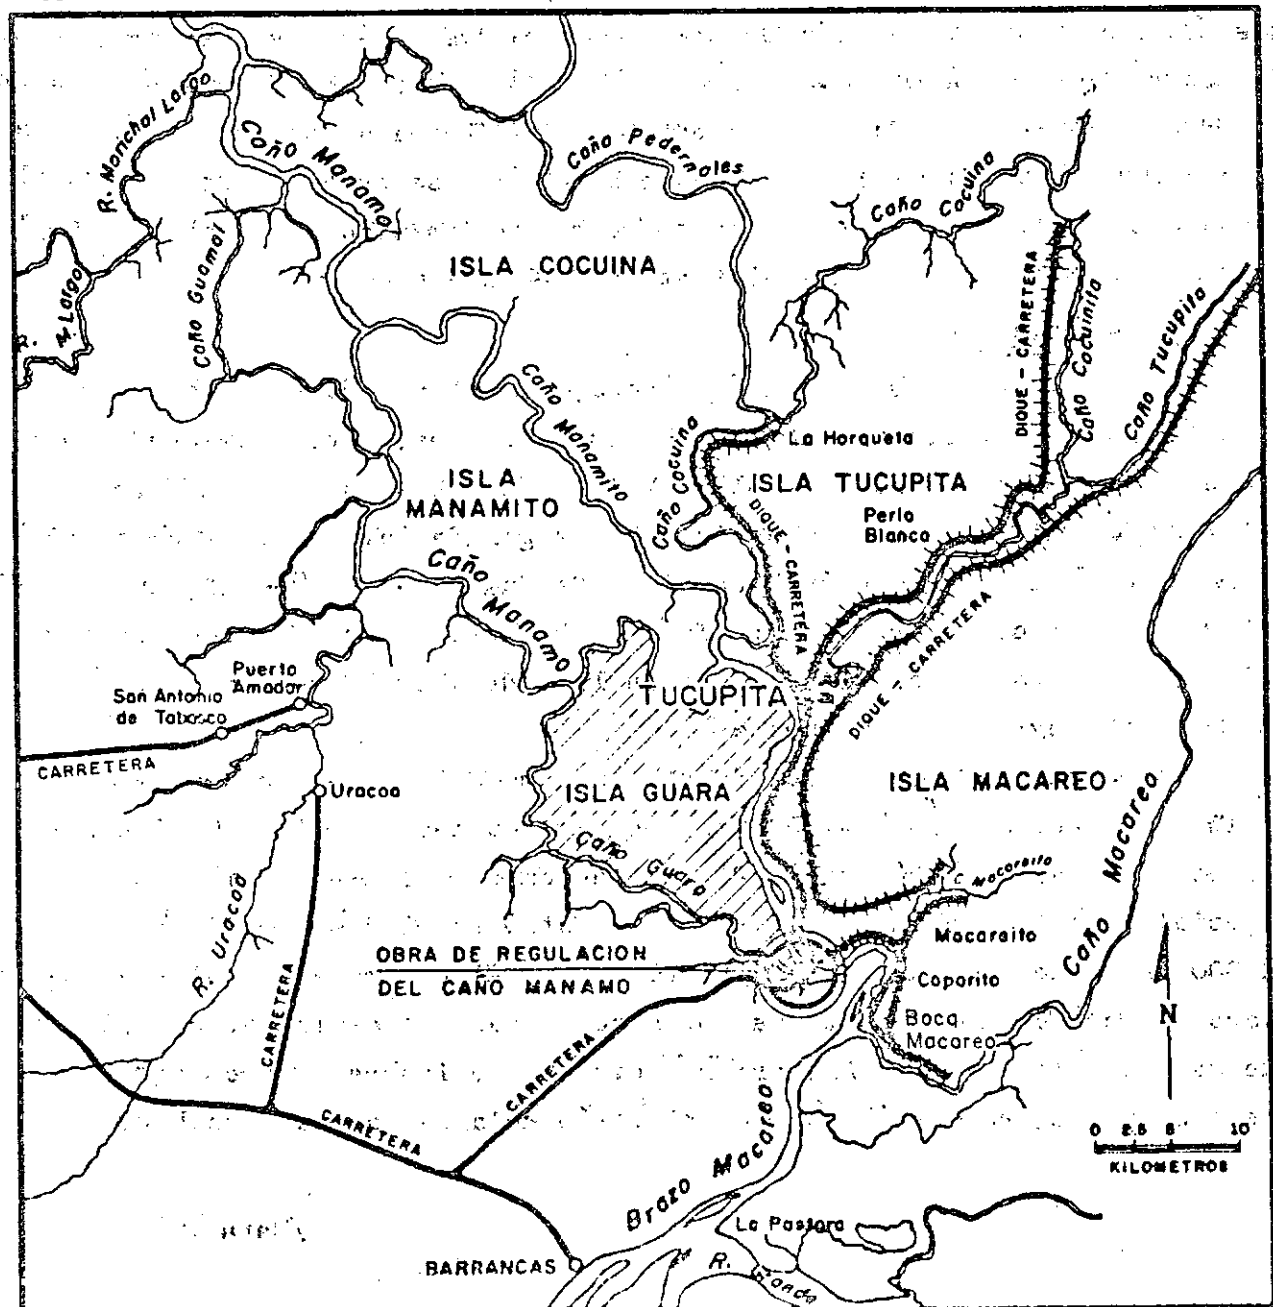 R. Morichal Largo
Caño Manamo
Caño Pedernales
Caño Cocuina
R. M. Largo
Caño Guamal
ISLA COCUINA
DIQUE - CARRETERA
Caño Cocuinita
Caño Tucupita
Caño Manamito
Caño Cocuina
La Horqueta
ISLA
MANAMITO
ISLA TUCUPITA
Perla
Blanca
DIQUE - CARRETERA
Caño
Manamo
DIQUE - CARRETERA
Puerto
Amador
San Antonio
de Tabasco
TUCUPITA
CARRETERA
Uracoa
ISLA GUARA
ISLA MACAREO
Caño Macareo
Caño Guara
R. Uracoa
C. Macareito
OBRA DE REGULACION
DEL CAÑO MANAMO
Macareito
Coporito
Boca
Macareo
N
CARRETERA
CARRETERA
CARRETERA
0 2.5 5 10
KILOMETROS
Brazo Macareo
La Pastora
BARRANCAS
R.